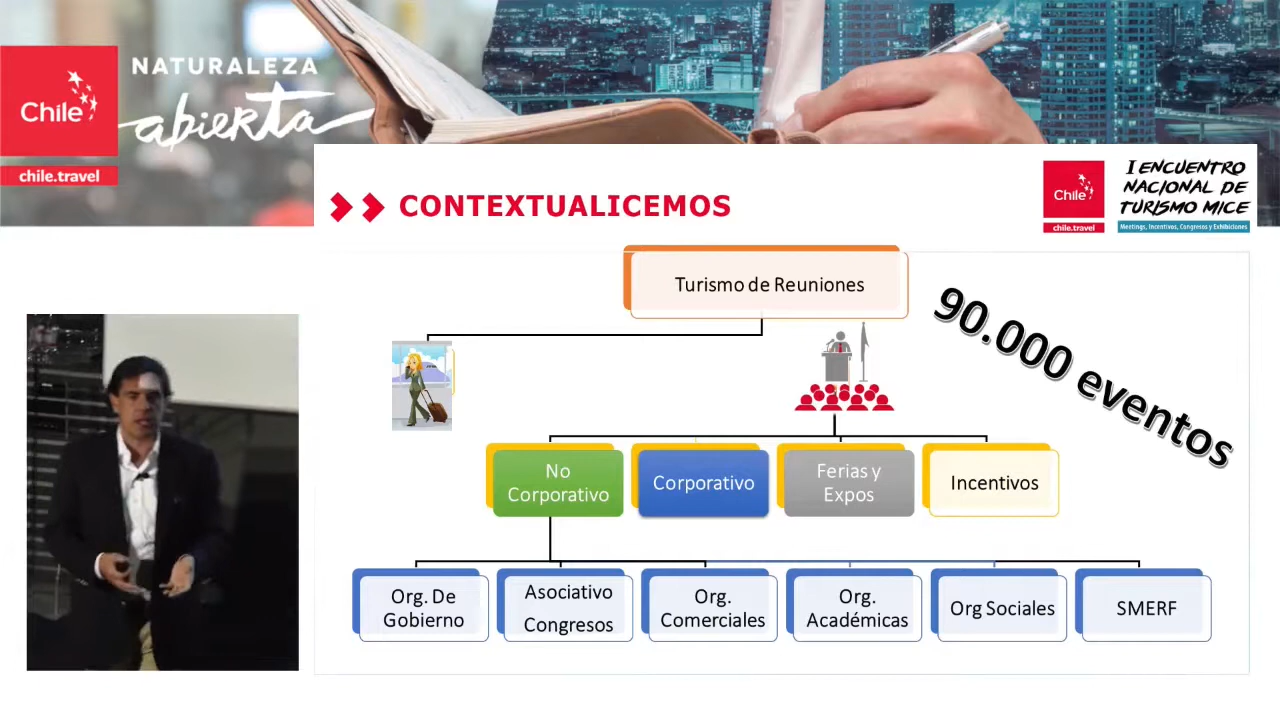 NATURALEZA
abierta
Chile
chile.travel
CONTEXTUALICEMOS
Chile
chile.travel
I ENCUENTRO
NACIONAL DE
TURISMO MICE
Meetings, Incentivos, Congresos y Exhibiciones
Turismo de Reuniones
90.000 eventos
No
Corporativo
Corporativo
Ferias y
Expos
Incentivos
Org. De
Gobierno
Asociativo
Congresos
Org.
Comerciales
Org.
Académicas
Org Sociales
SMERF